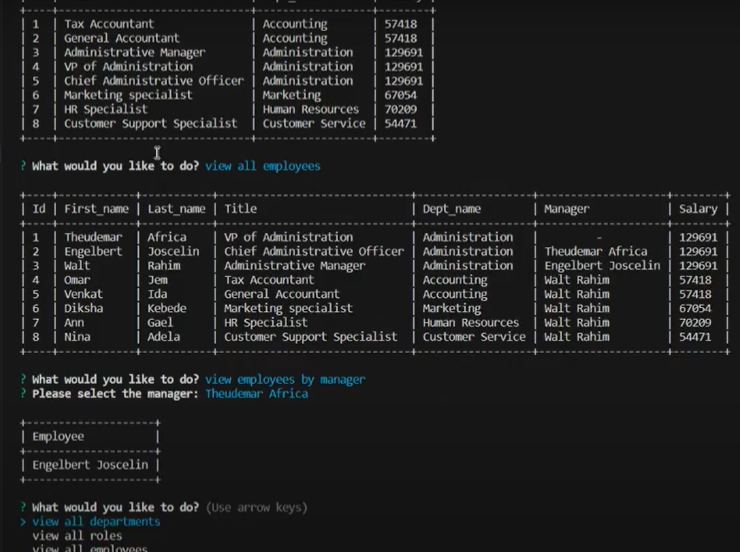 | 1 | Tax Accountant | Accounting | 57418 |
| 2 | General Accountant | Accounting | 57418 |
| 3 | Administrative Manager | Administration | 129691 |
| 4 | VP of Administration | Administration | 129691 |
| 5 | Chief Administrative Officer | Administration | 129691 |
| 6 | Marketing specialist | Marketing | 67054 |
| 7 | HR Specialist | Human Resources | 70209 |
| 8 | Customer Support Specialist | Customer Service | 54471 |
? What would you like to do? view all employees
| Id | First_name | Last_name | Title | Dept_name | Manager | Salary |
| 1 | Theudemar | Africa | VP of Administration | Administration | - | 129691 |
| 2 | Engelbert | Joscelin | Chief Administrative Officer | Administration | Theudemar Africa | 129691 |
| 3 | Walt | Rahim | Administrative Manager | Administration | Engelbert Joscelin | 129691 |
| 4 | Omar | Jem | Tax Accountant | Accounting | Walt Rahim | 57418 |
| 5 | Venkat | Ida | General Accountant | Accounting | Walt Rahim | 57418 |
| 6 | Diksha | Kebede | Marketing specialist | Marketing | Walt Rahim | 67054 |
| 7 | Ann | Gael | HR Specialist | Human Resources | Walt Rahim | 70209 |
| 8 | Nina | Adela | Customer Support Specialist | Customer Service | Walt Rahim | 54471 |
? What would you like to do? view employees by manager
? Please select the manager: Theudemar Africa
| Employee |
| Engelbert Joscelin |
? What would you like to do? (Use arrow keys)
> view all departments
view all roles
view all employees